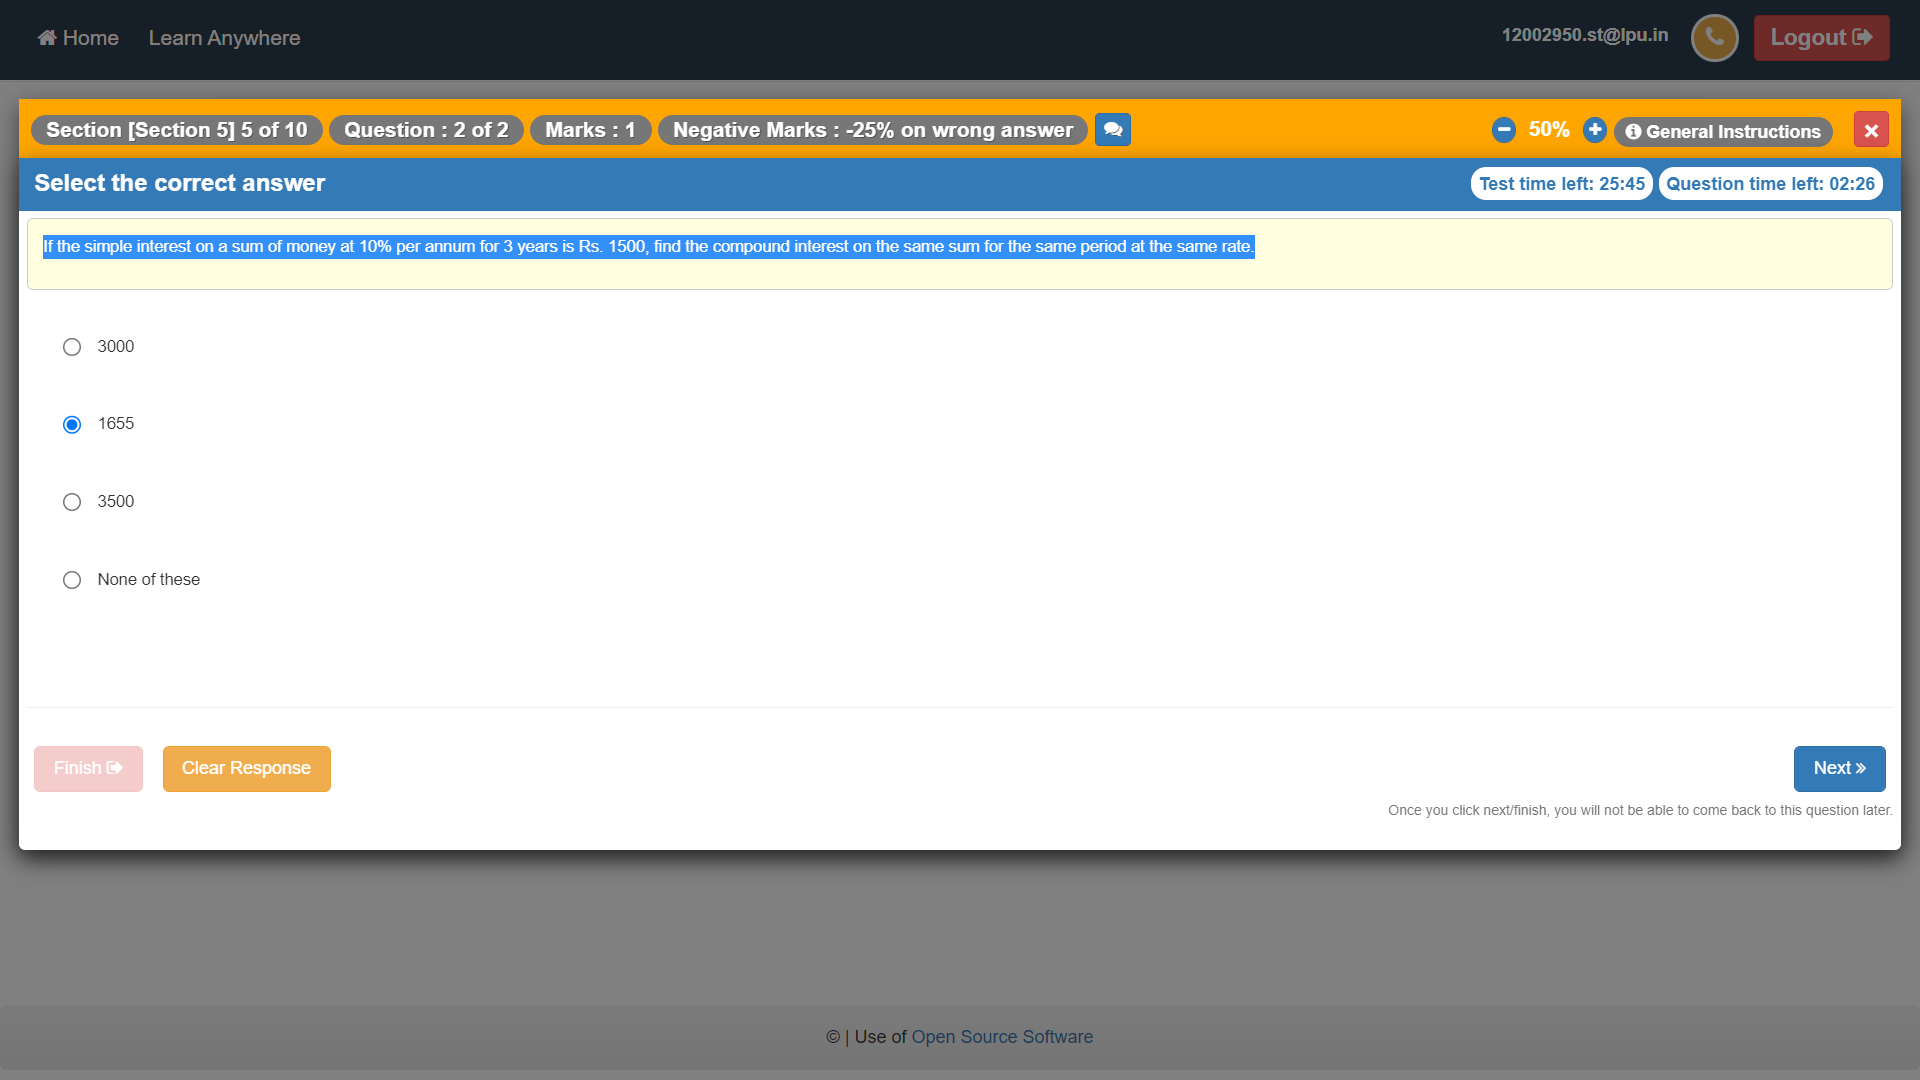 Home
Learn Anywhere
12002950.st@lpu.in
Logout
Section [Section 5] 5 of 10
Question : 2 of 2
Marks : 1
Negative Marks : -25% on wrong answer
50%
General Instructions
Select the correct answer
Test time left: 25:45
Question time left: 02:26
If the simple interest on a sum of money at 10% per annum for 3 years is Rs. 1500, find the compound interest on the same sum for the same period at the same rate.
3000
1655
3500
None of these
Finish
Clear Response
Next »
Once you click next/finish, you will not be able to come back to this question later.
© | Use of Open Source Software